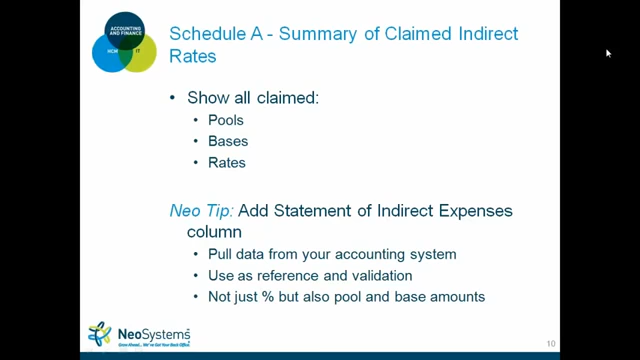 ACCOUNTING
AND FINANCE
HCM
IT
Schedule A - Summary of Claimed Indirect
Rates
• Show all claimed:
• Pools
• Bases
• Rates
Neo Tip: Add Statement of Indirect Expenses
column
• Pull data from your accounting system
• Use as reference and validation
• Not just % but also pool and base amounts
NeoSystems
Grow Ahead... We've Got Your Back Office.
10